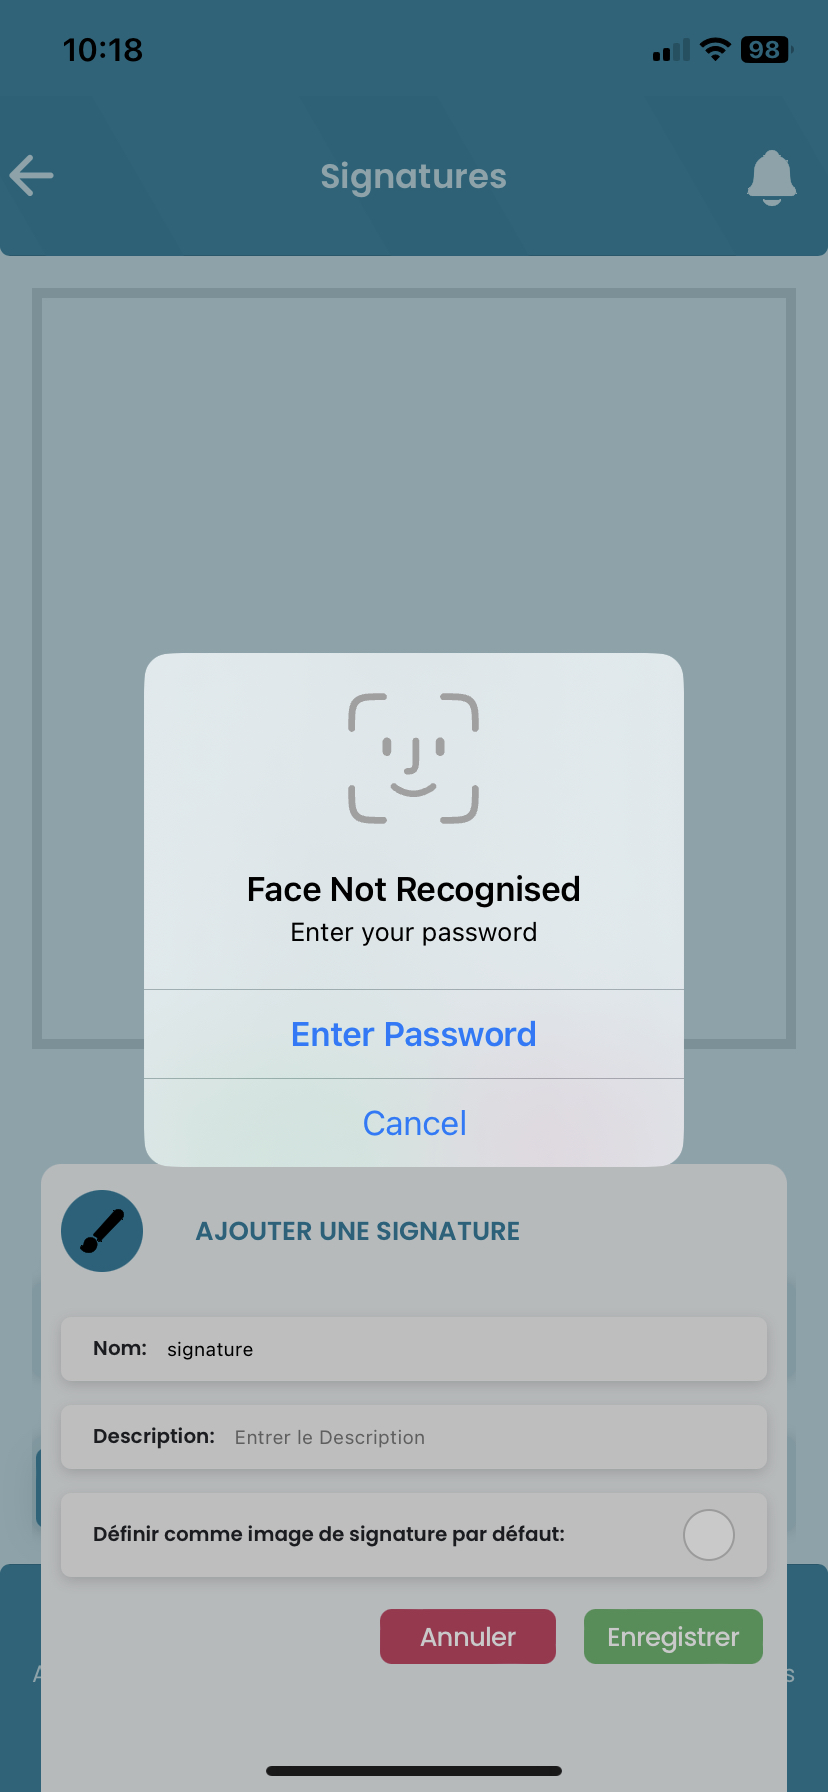 10:18
98
Signatures
Face Not Recognised
Enter your password
Enter Password
Cancel
AJOUTER UNE SIGNATURE
Nom: signature
Description: Entrer le Description
Définir comme image de signature par défaut:
Annuler
Enregistrer